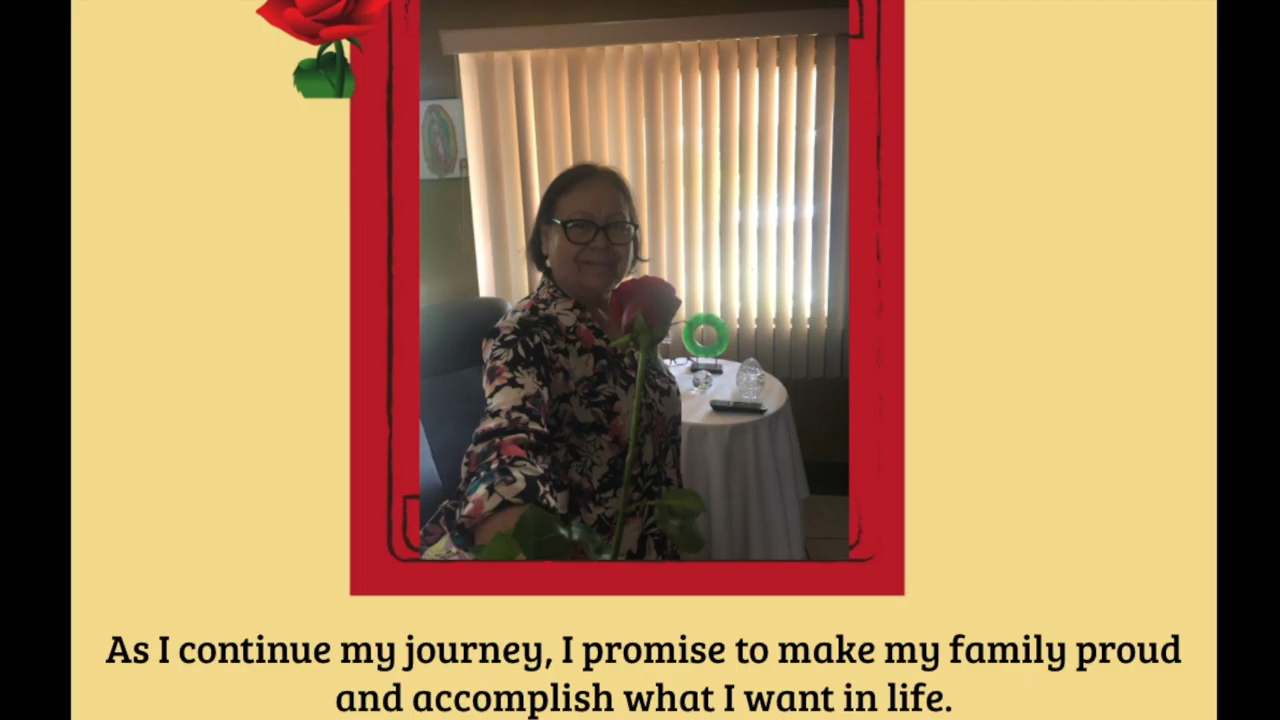 As I continue my journey, I promise to make my family proud
and accomplish what I want in life.